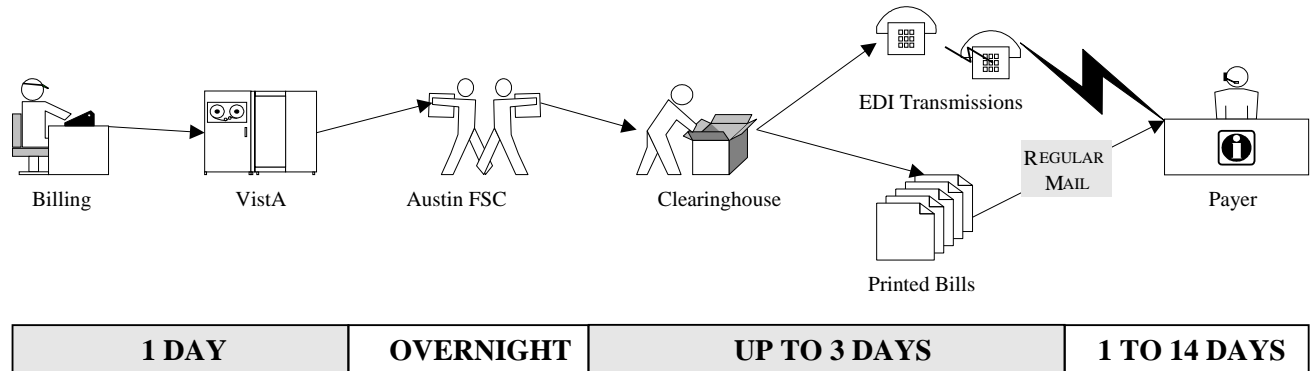 EDI Transmissions
REGULAR
MAIL
Billing
VistA
Austin FSC
Clearinghouse
Payer
Printed Bills
1 DAY
OVERNIGHT
UP TO 3 DAYS
1 TO 14 DAYS